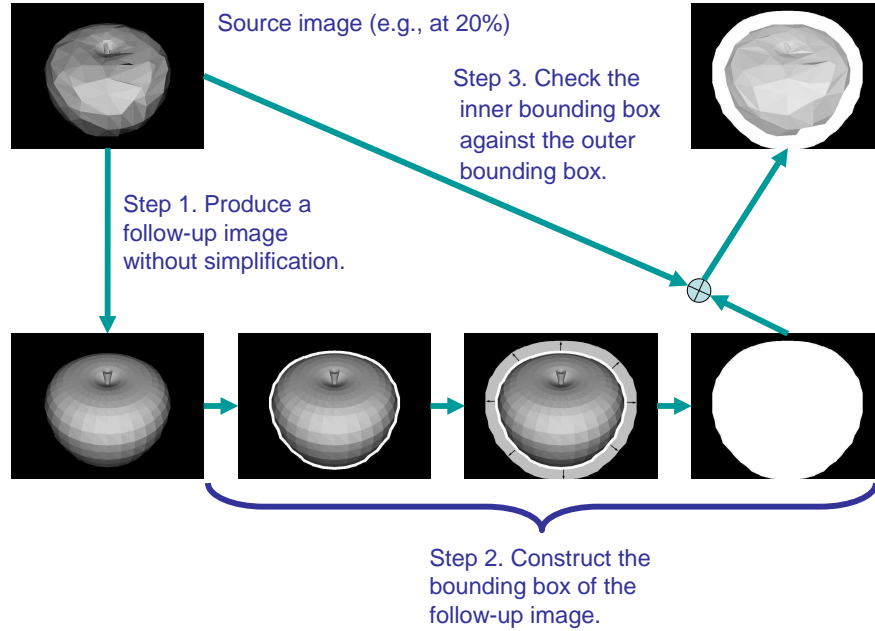 Source image (e.g., at 20%)
Step 3. Check the
inner bounding box
against the outer
bounding box.
Step 1. Produce a
follow-up image
without simplification.
Step 2. Construct the
bounding box of the
follow-up image.